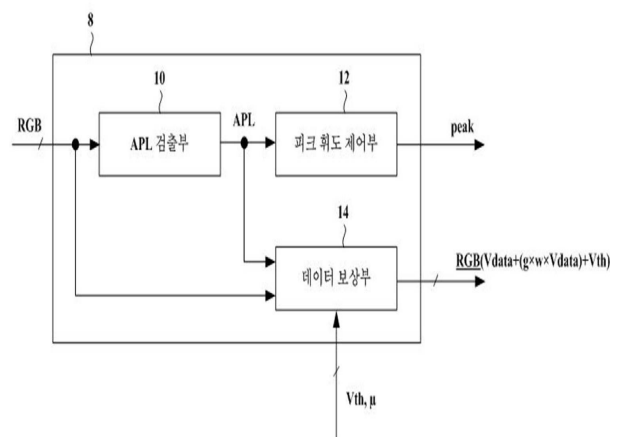 8
10
12
RGB
APL
APL 검출부
피크 휘도 제어부
peak
14
데이터 보상부
RGB(Vdata+(g×w×Vdata)+Vth)
Vth, μ